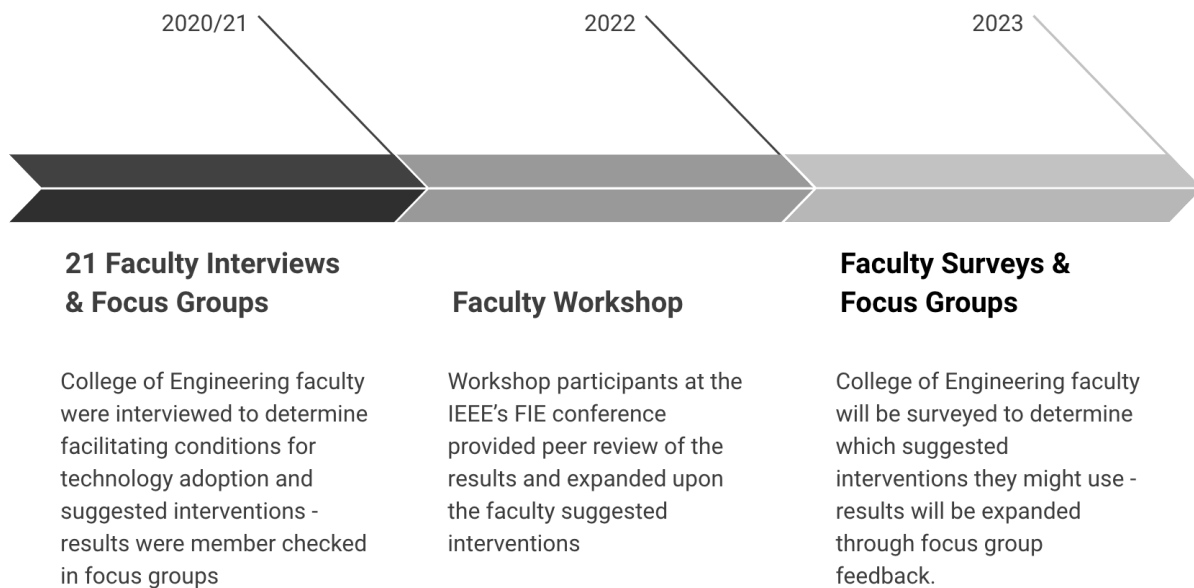 2020/21
2022
2023
21 Faculty Interviews
& Focus Groups
Faculty Workshop
Faculty Surveys &
Focus Groups
College of Engineering faculty
were interviewed to determine
facilitating conditions for
technology adoption and
suggested interventions -
results were member checked
in focus groups
Workshop participants at the
IEEE’s FIE conference
provided peer review of the
results and expanded upon
the faculty suggested
interventions
College of Engineering faculty
will be surveyed to determine
which suggested
interventions they might use -
results will be expanded
through focus group
feedback.